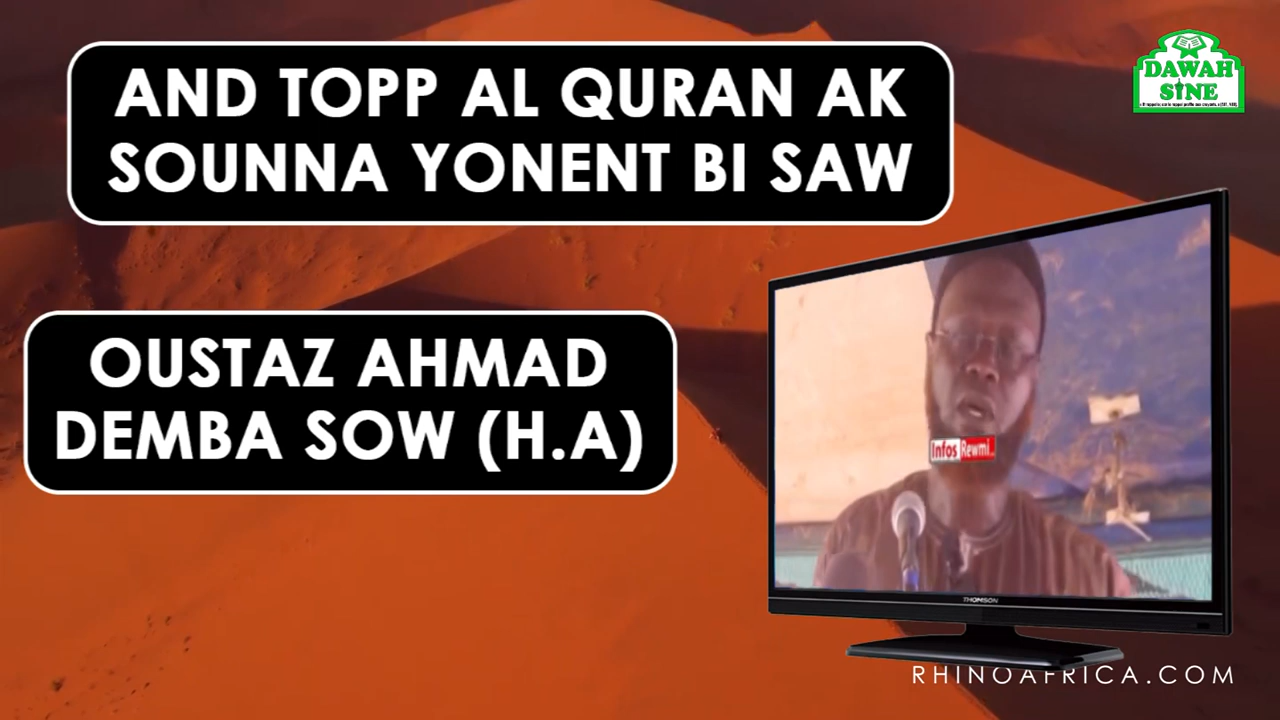 AND TOPP AL QURAN AK
SOUNNA YONENT BI SAW
DAWAH
SINE
OUSTAZ AHMAD
DEMBA SOW (H.A)
Infos Rewmi
THOMSON
RHINOAFRICA.COM